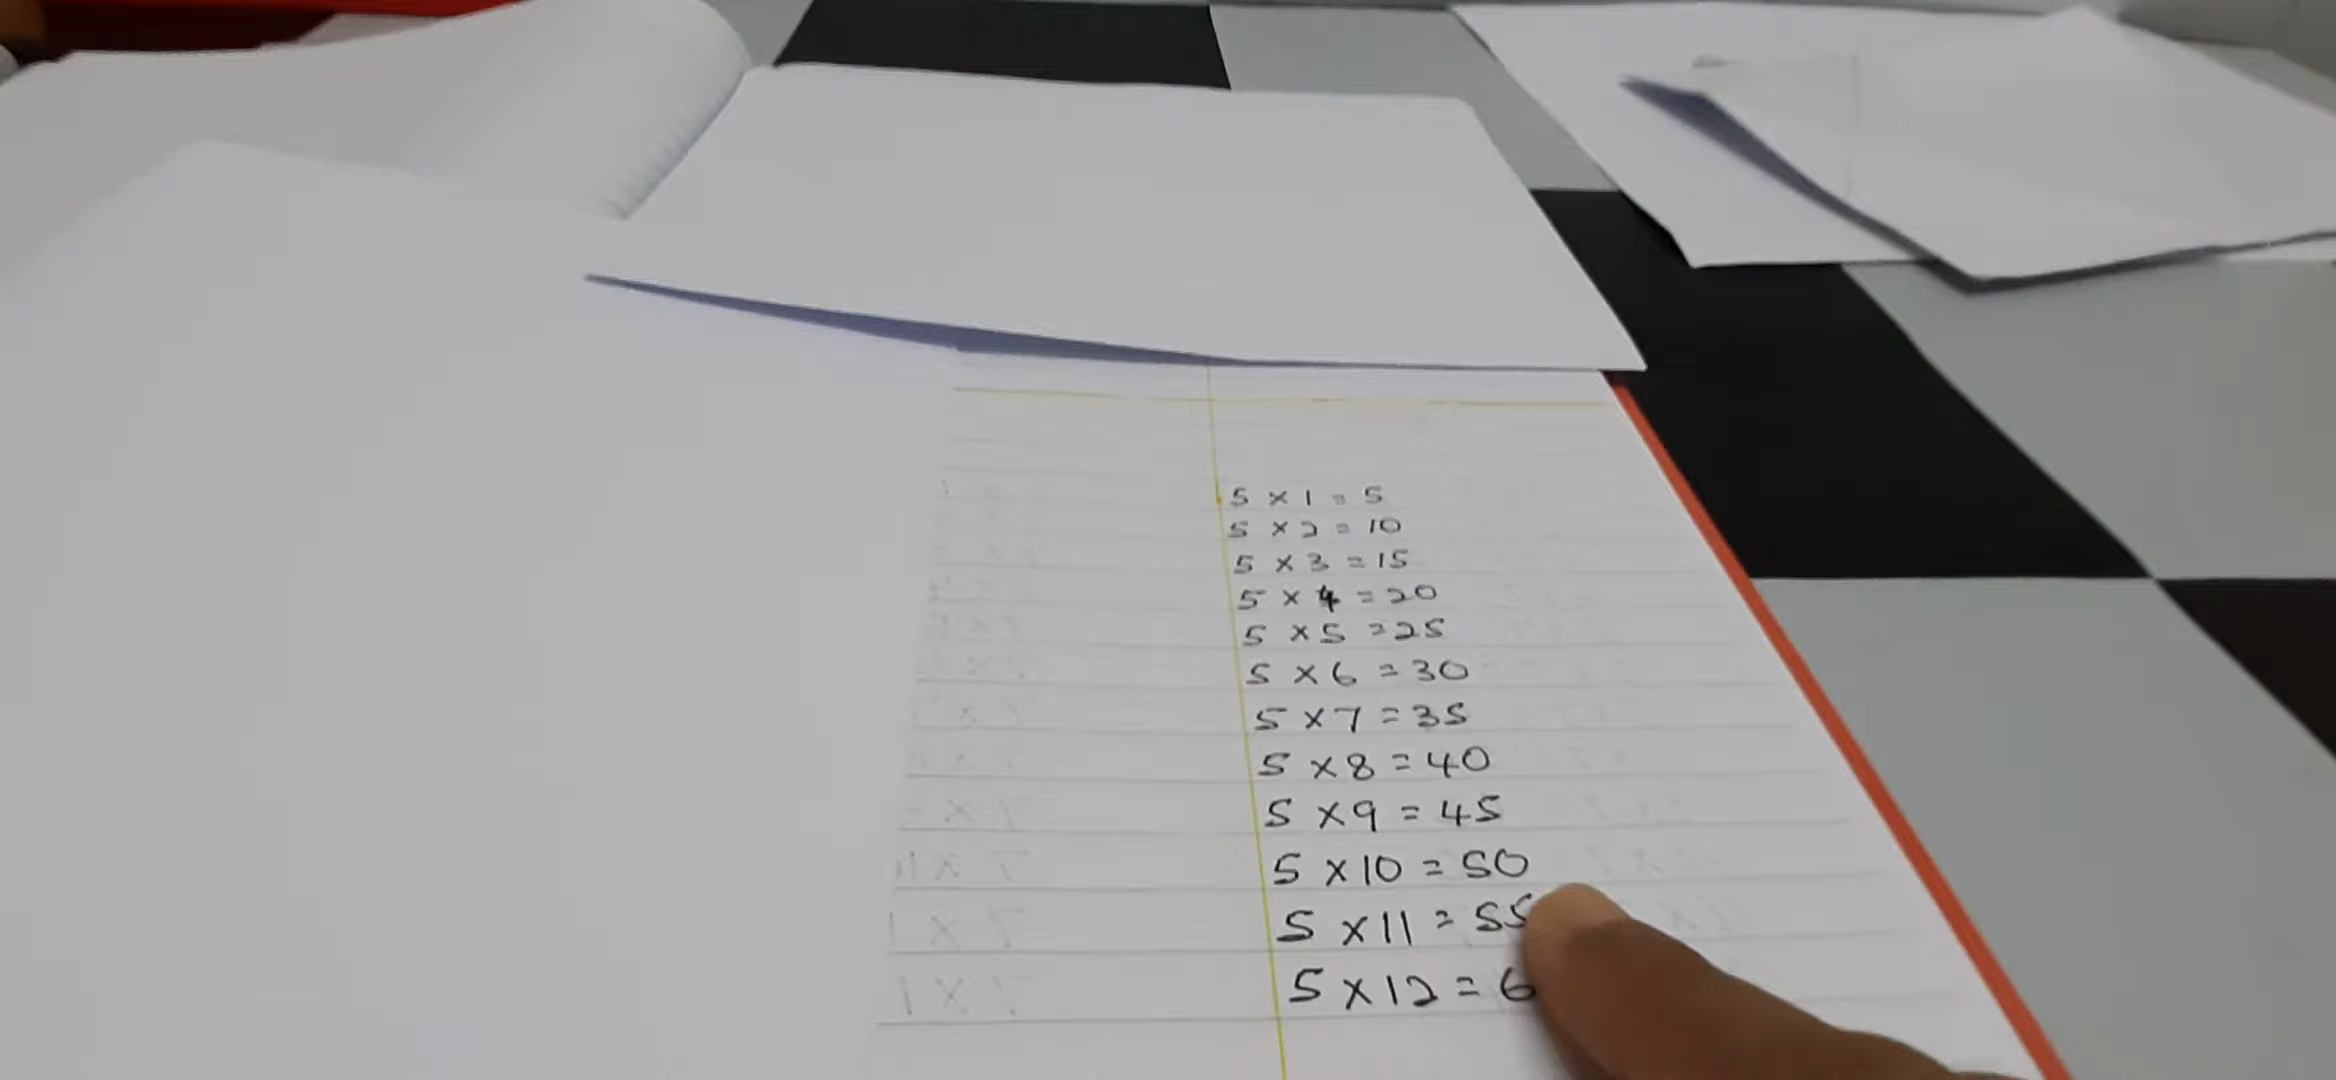 5 × 1 = 5
5 × 2 = 10
5 × 3 = 15
5 × 4 = 20
5 × 5 = 25
5 × 6 = 30
5 × 7 = 35
5 × 8 = 40
5 × 9 = 45
5 × 10 = 50
5 × 11 = 55
5 × 12 = 6